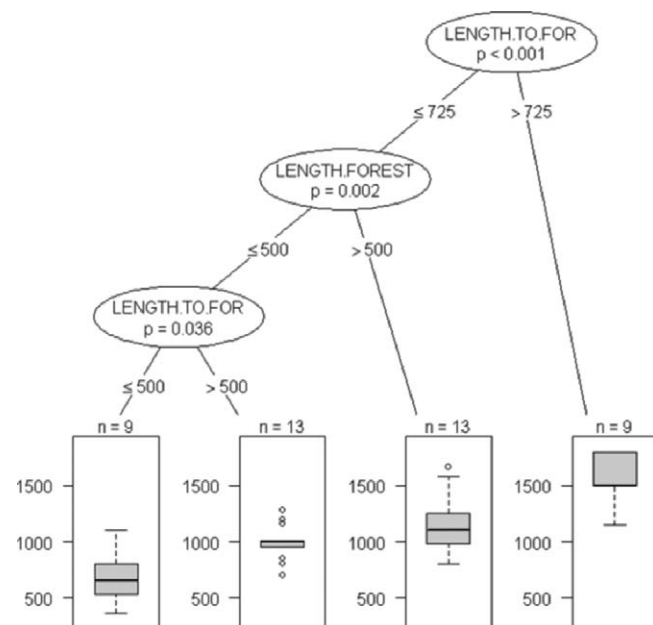 LENGTH.TO.FOR
p < 0.001
≤ 725
> 725
LENGTH.FOREST
p = 0.002
≤ 500
> 500
LENGTH.TO.FOR
p = 0.036
≤ 500
> 500
n = 9
n = 13
n = 13
n = 9
1500
1000
500
1500
1000
500
1500
1000
500
1500
1000
500